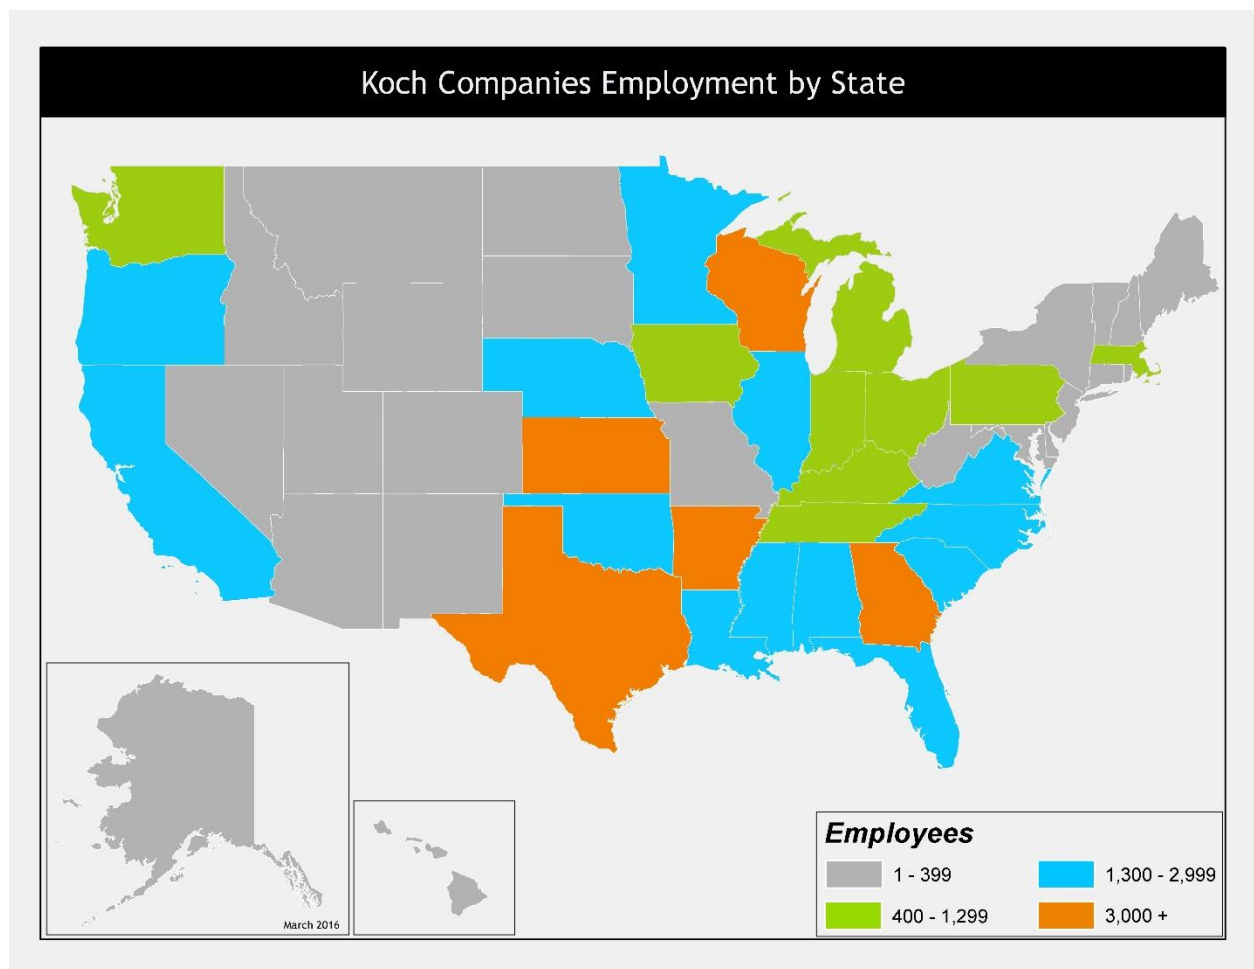 Koch Companies Employment by State
March 2016
Employees
1 - 399
1,300 - 2,999
400 - 1,299
3,000 +